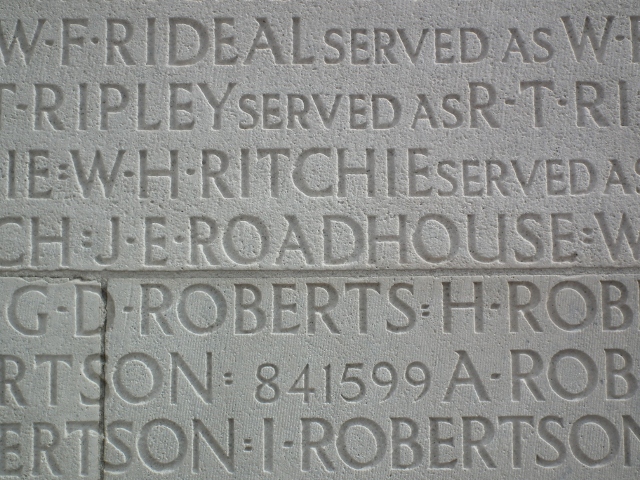 W·F·RIDEAL SERVED AS W·
T·RIPLEY SERVED AS R·T·RI
IE:W·H·RITCHIE SERVED AS
CH:J·E·ROADHOUSE:W
G·D·ROBERTS:H·ROB
RTSON: 841599 A·ROB
ERTSON:I·ROBERTSON